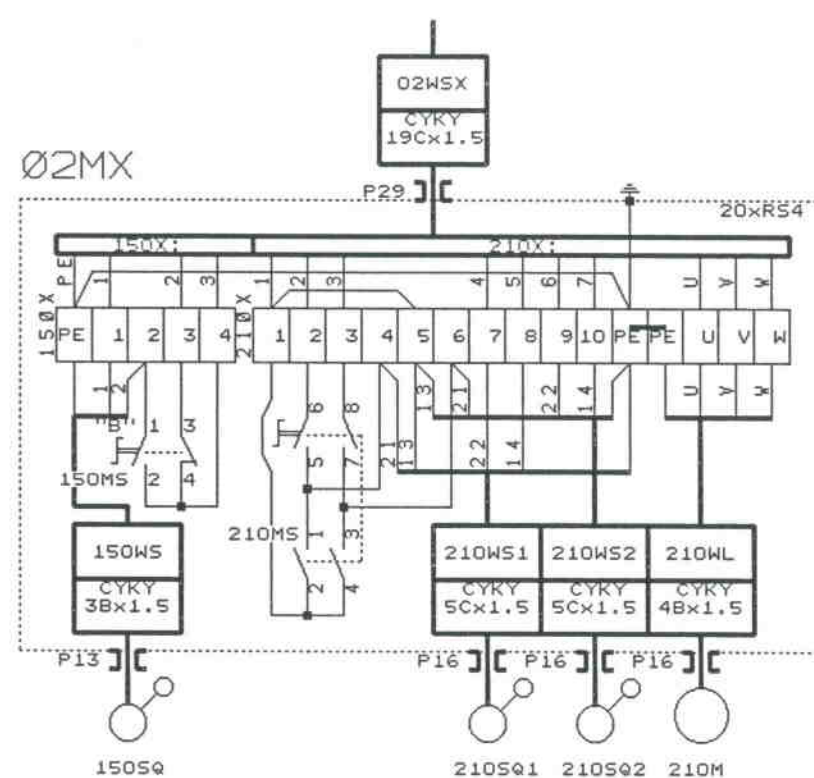 02WSX
CYKY
19Cx1.5
Ø2MX
P29
20xRS4
150X: 210X:
PE 1 2 3 1 2 3 4 5 6 7 U V W
150X PE 1 2 3 4 210X 1 2 3 4 5 6 7 8 9 10 PE PE U V W
1 2 13 21 22 14 U V W
"B" 1 3 6 8 21 13 22 14
150MS 2 4 5 7
210MS 1 3
2 4
150WS 210WS1 210WS2 210WL
CYKY CYKY CYKY CYKY
3Bx1.5 5Cx1.5 5Cx1.5 4Bx1.5
P13 P16 P16 P16
150SQ 210SQ1 210SQ2 210M